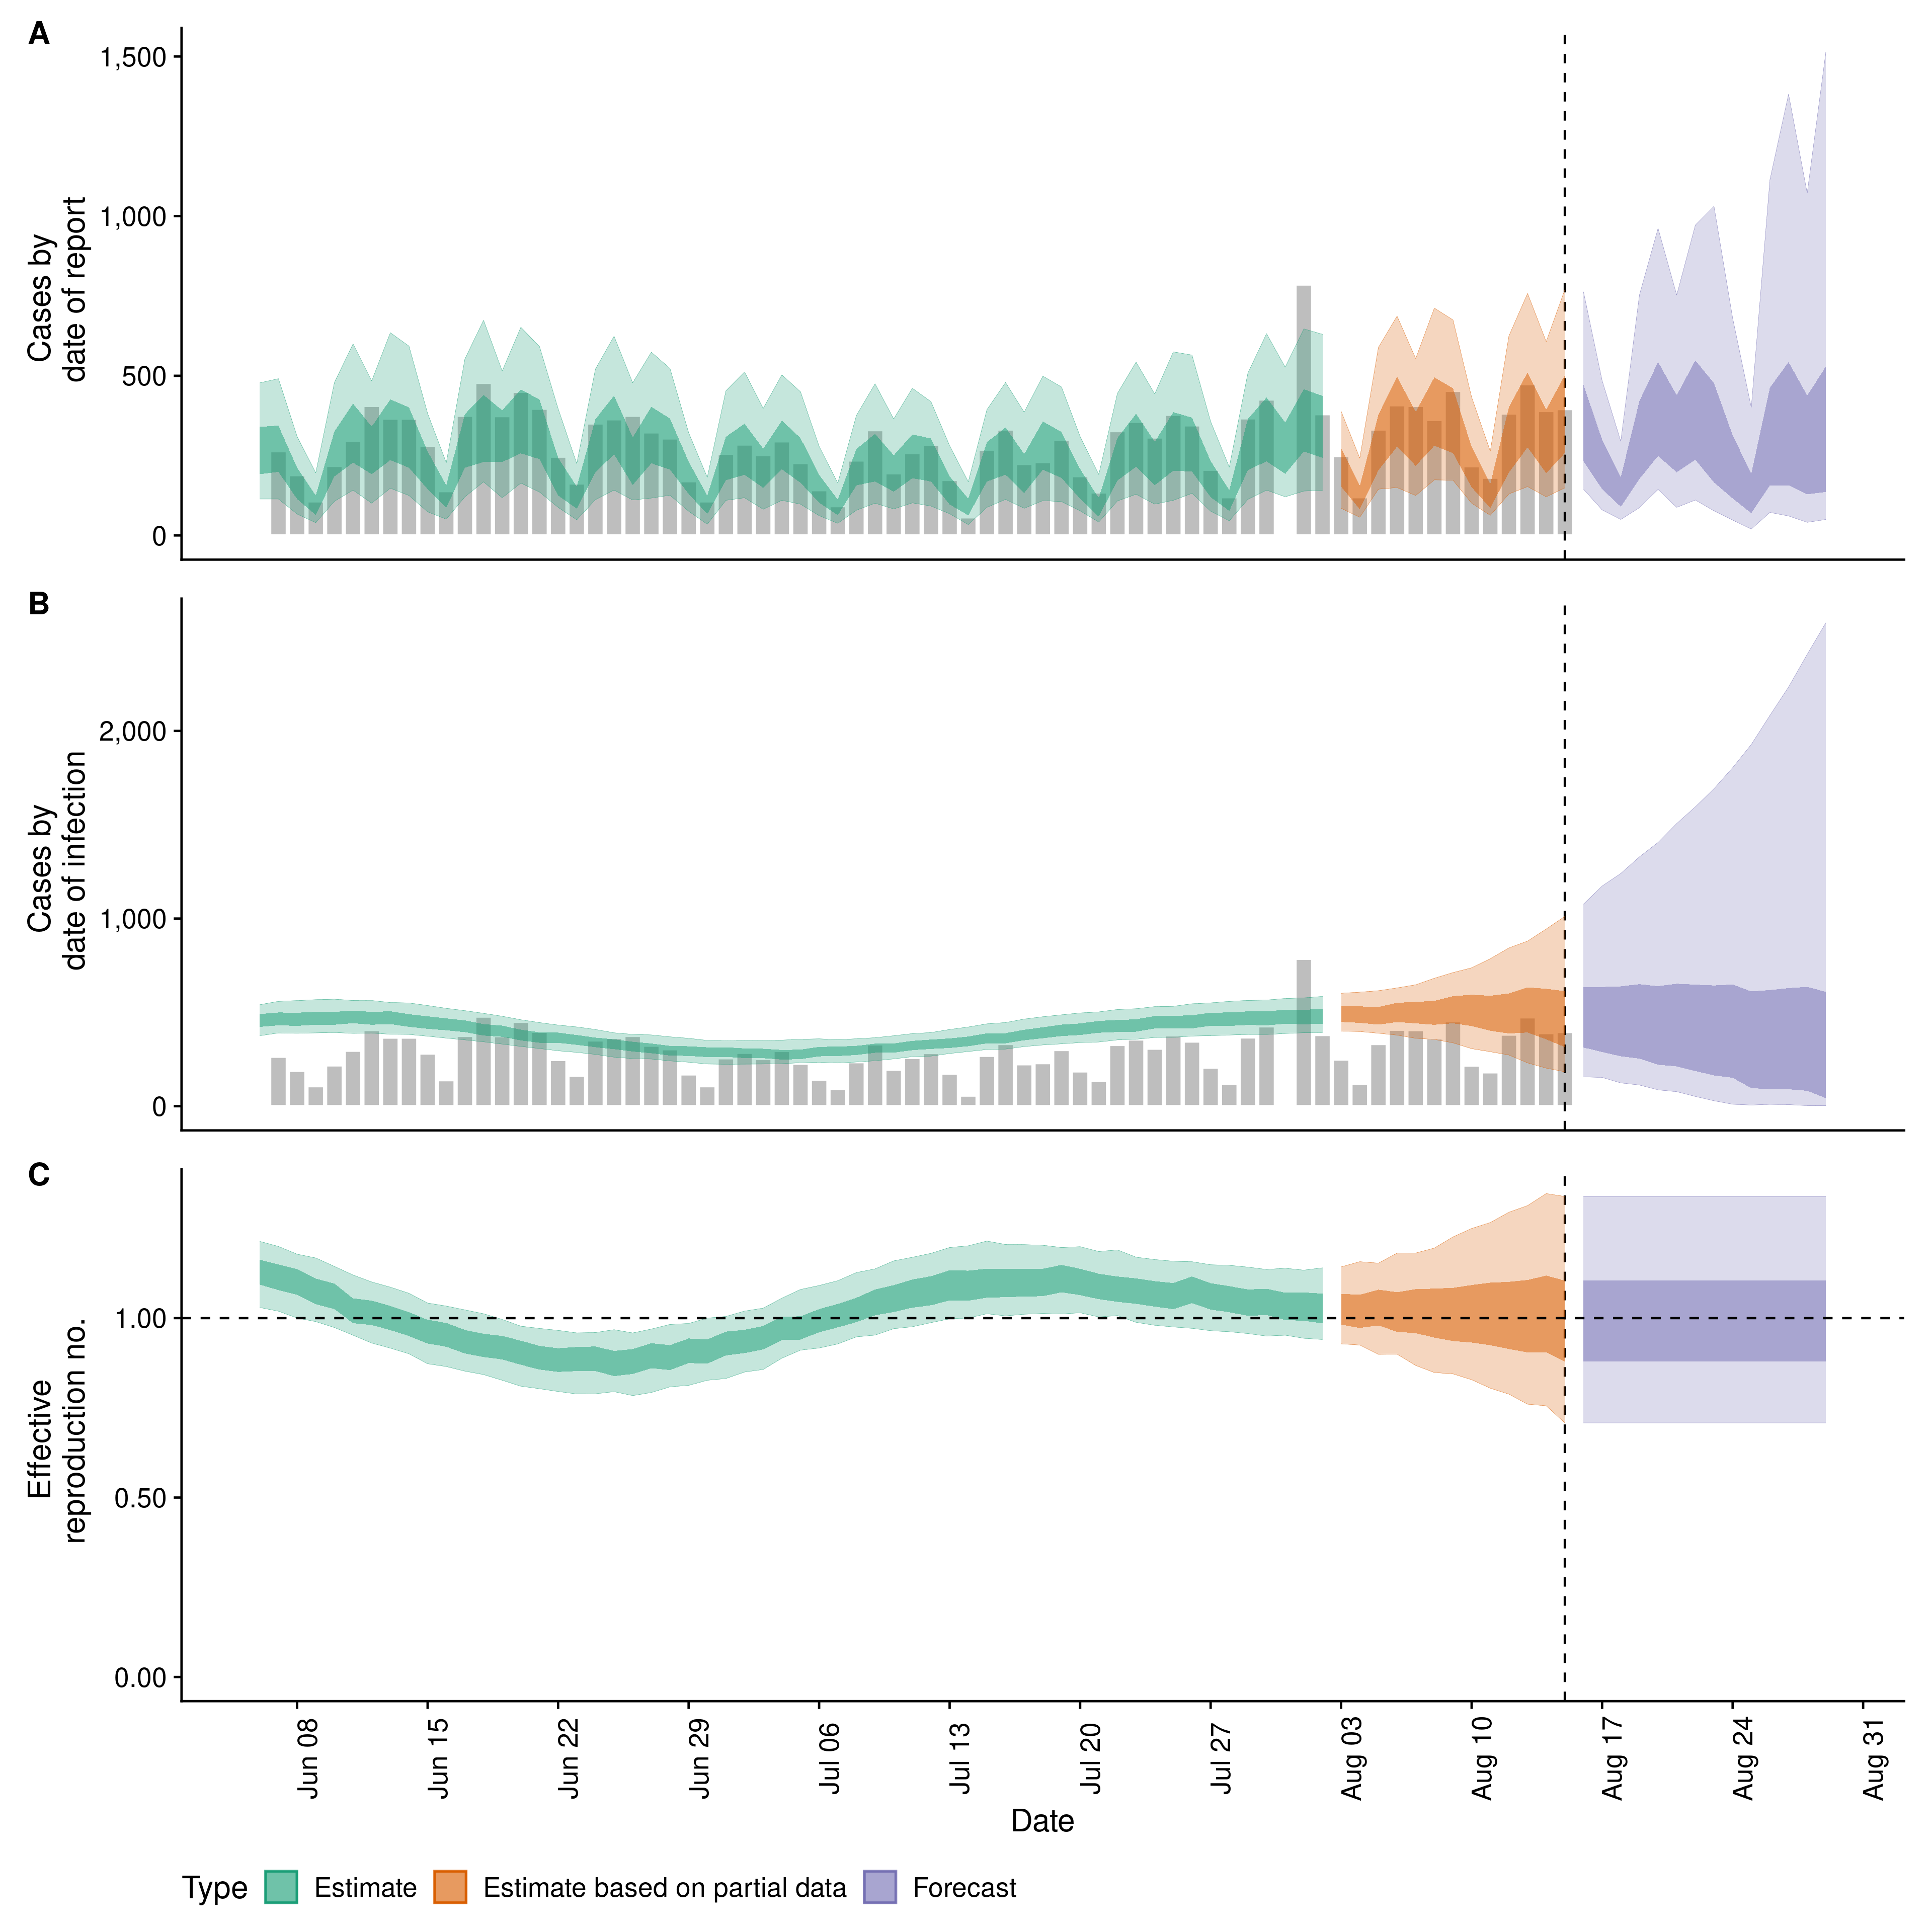 A
1,500
1,000
500
0
Cases by
date of report
B
2,000
1,000
0
Cases by
date of infection
C
1.00
0.50
0.00
Effective
reproduction no.
Jun 08
Jun 15
Jun 22
Jun 29
Jul 06
Jul 13
Jul 20
Jul 27
Aug 03
Aug 10
Aug 17
Aug 24
Aug 31
Date
Type Estimate Estimate based on partial data Forecast